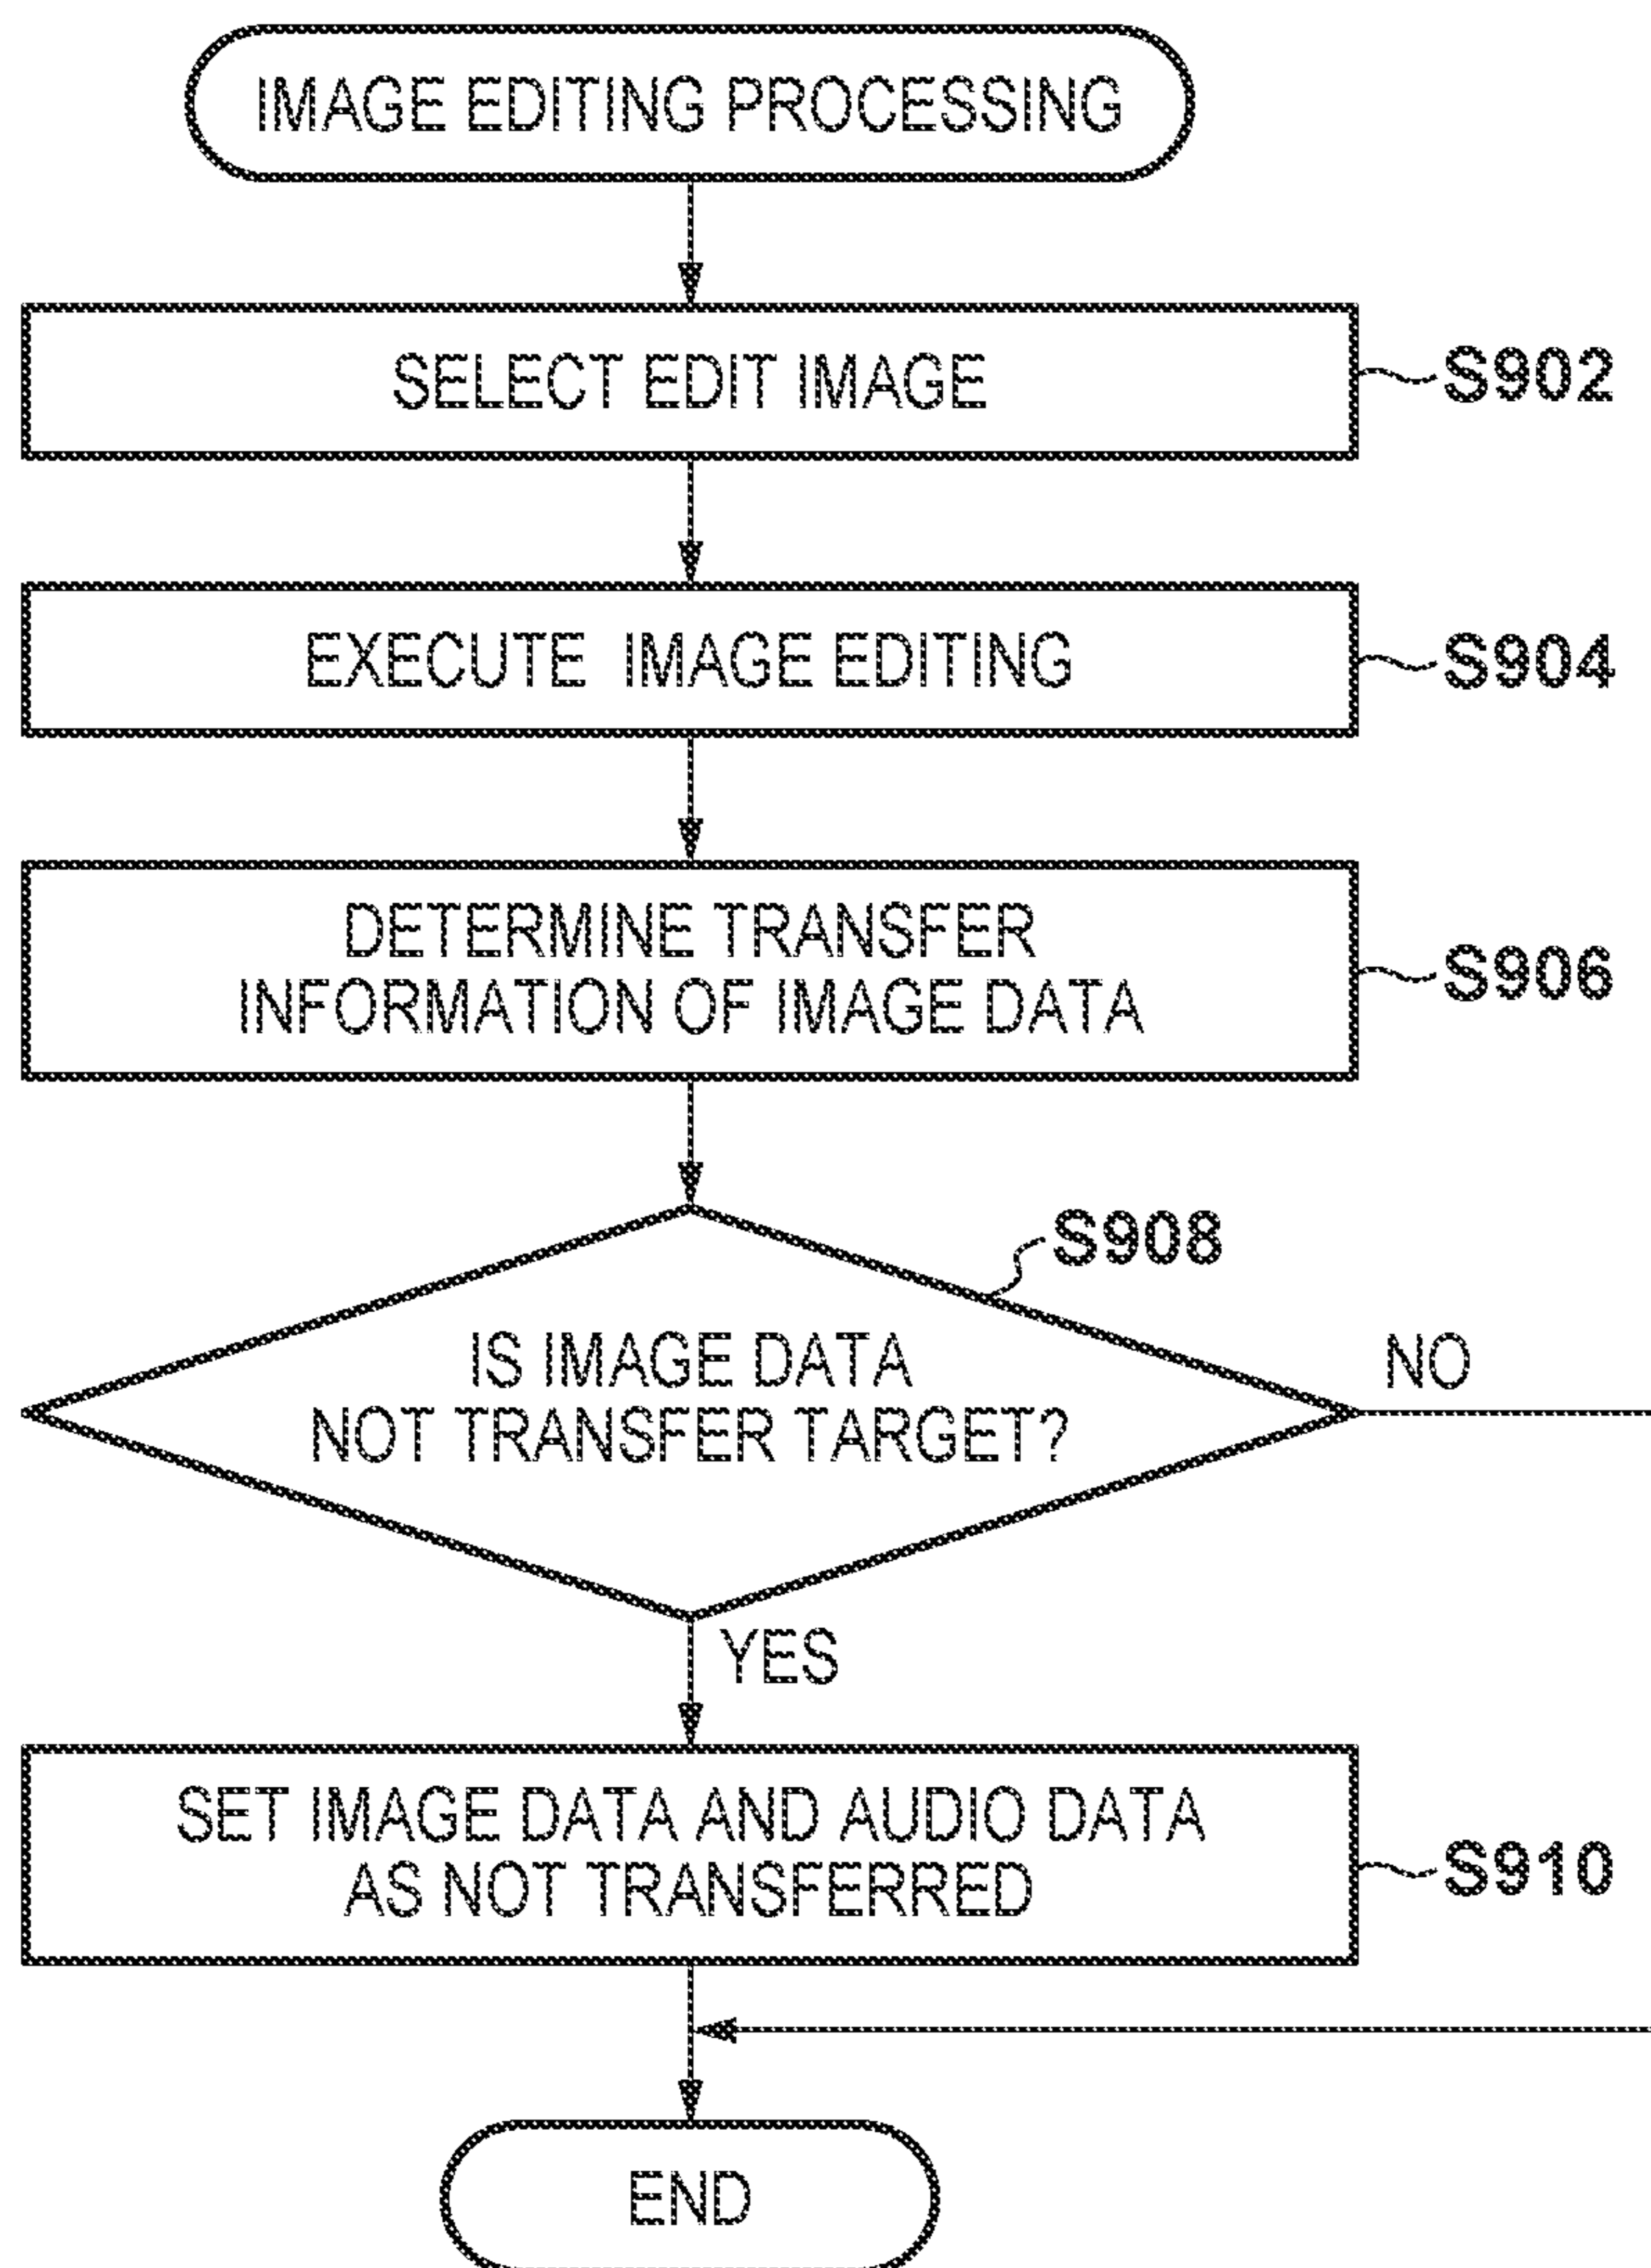 IMAGE EDITING PROCESSING
SELECT EDIT IMAGE
S902
EXECUTE IMAGE EDITING
S904
DETERMINE TRANSFER
INFORMATION OF IMAGE DATA
S906
S908
IS IMAGE DATA
NOT TRANSFER TARGET?
NO
YES
SET IMAGE DATA AND AUDIO DATA
AS NOT TRANSFERRED
S910
END